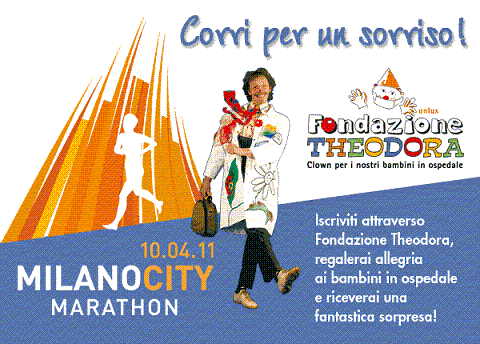 Corri per un sorriso!
onlus
Fondazione
THEODORA
Clown per i nostri bambini in ospedale
Iscriviti attraverso
Fondazione Theodora,
regalerai allegria
ai bambini in ospedale
e riceverai una
fantastica sorpresa!
10.04.11
MILANOCITY
MARATHON